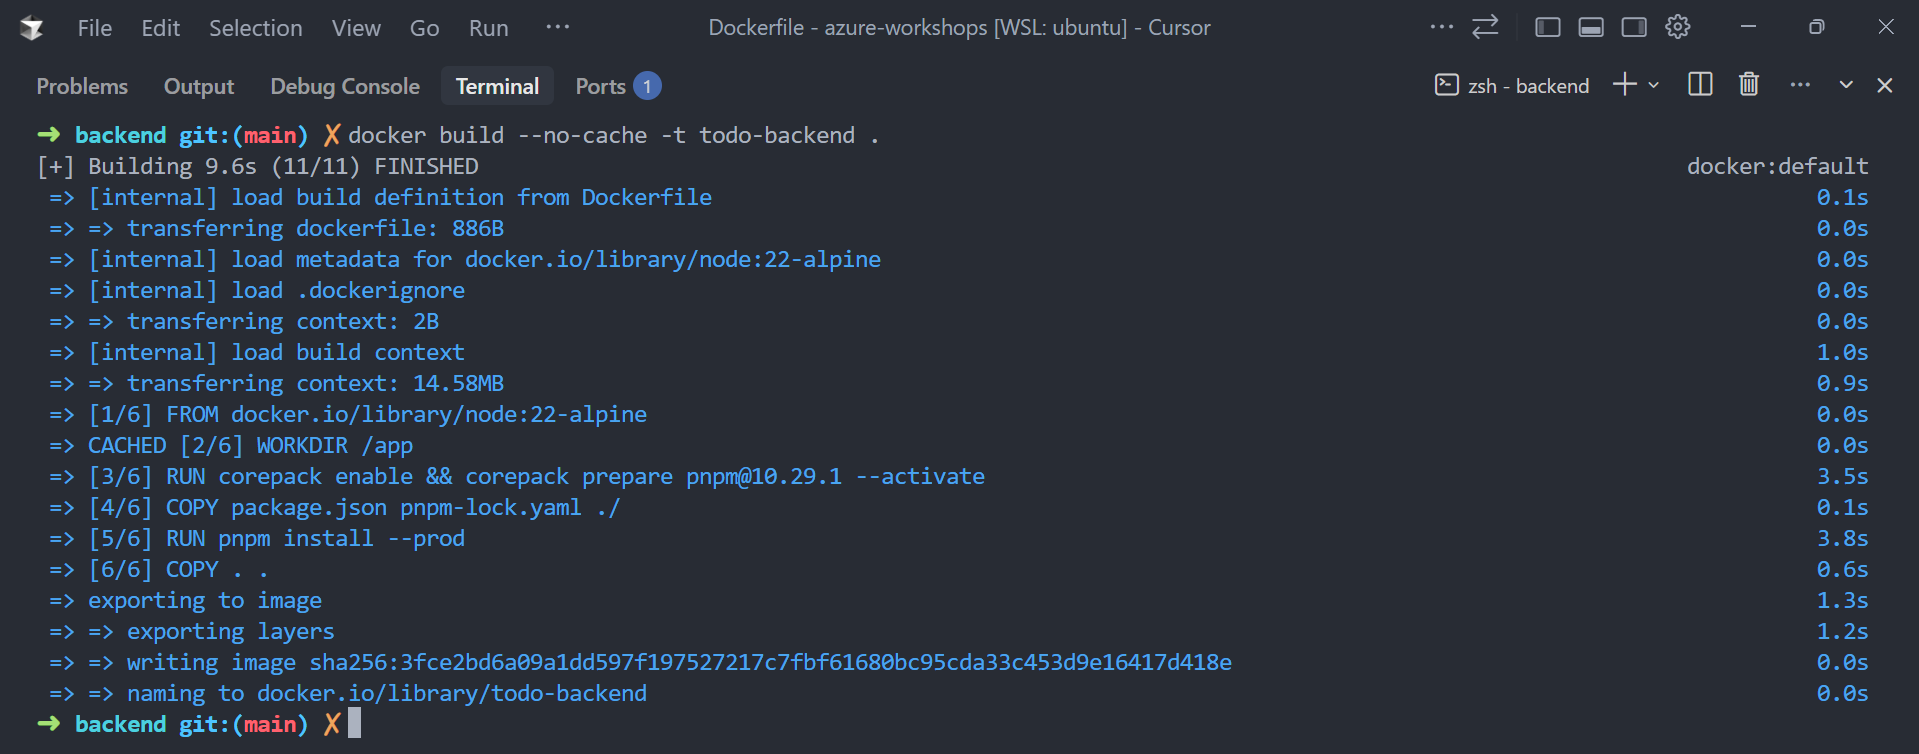 File Edit Selection View Go Run ··· Dockerfile - azure-workshops [WSL: ubuntu] - Cursor ···
Problems Output Debug Console Terminal Ports 1 zsh - backend ···
➜ backend git:(main) ✗ docker build --no-cache -t todo-backend .
[+] Building 9.6s (11/11) FINISHED docker:default
=> [internal] load build definition from Dockerfile 0.1s
=> => transferring dockerfile: 886B 0.0s
=> [internal] load metadata for docker.io/library/node:22-alpine 0.0s
=> [internal] load .dockerignore 0.0s
=> => transferring context: 2B 0.0s
=> [internal] load build context 1.0s
=> => transferring context: 14.58MB 0.9s
=> [1/6] FROM docker.io/library/node:22-alpine 0.0s
=> CACHED [2/6] WORKDIR /app 0.0s
=> [3/6] RUN corepack enable && corepack prepare pnpm@10.29.1 --activate 3.5s
=> [4/6] COPY package.json pnpm-lock.yaml ./ 0.1s
=> [5/6] RUN pnpm install --prod 3.8s
=> [6/6] COPY . . 0.6s
=> exporting to image 1.3s
=> => exporting layers 1.2s
=> => writing image sha256:3fce2bd6a09a1dd597f197527217c7fbf61680bc95cda33c453d9e16417d418e 0.0s
=> => naming to docker.io/library/todo-backend 0.0s
➜ backend git:(main) ✗